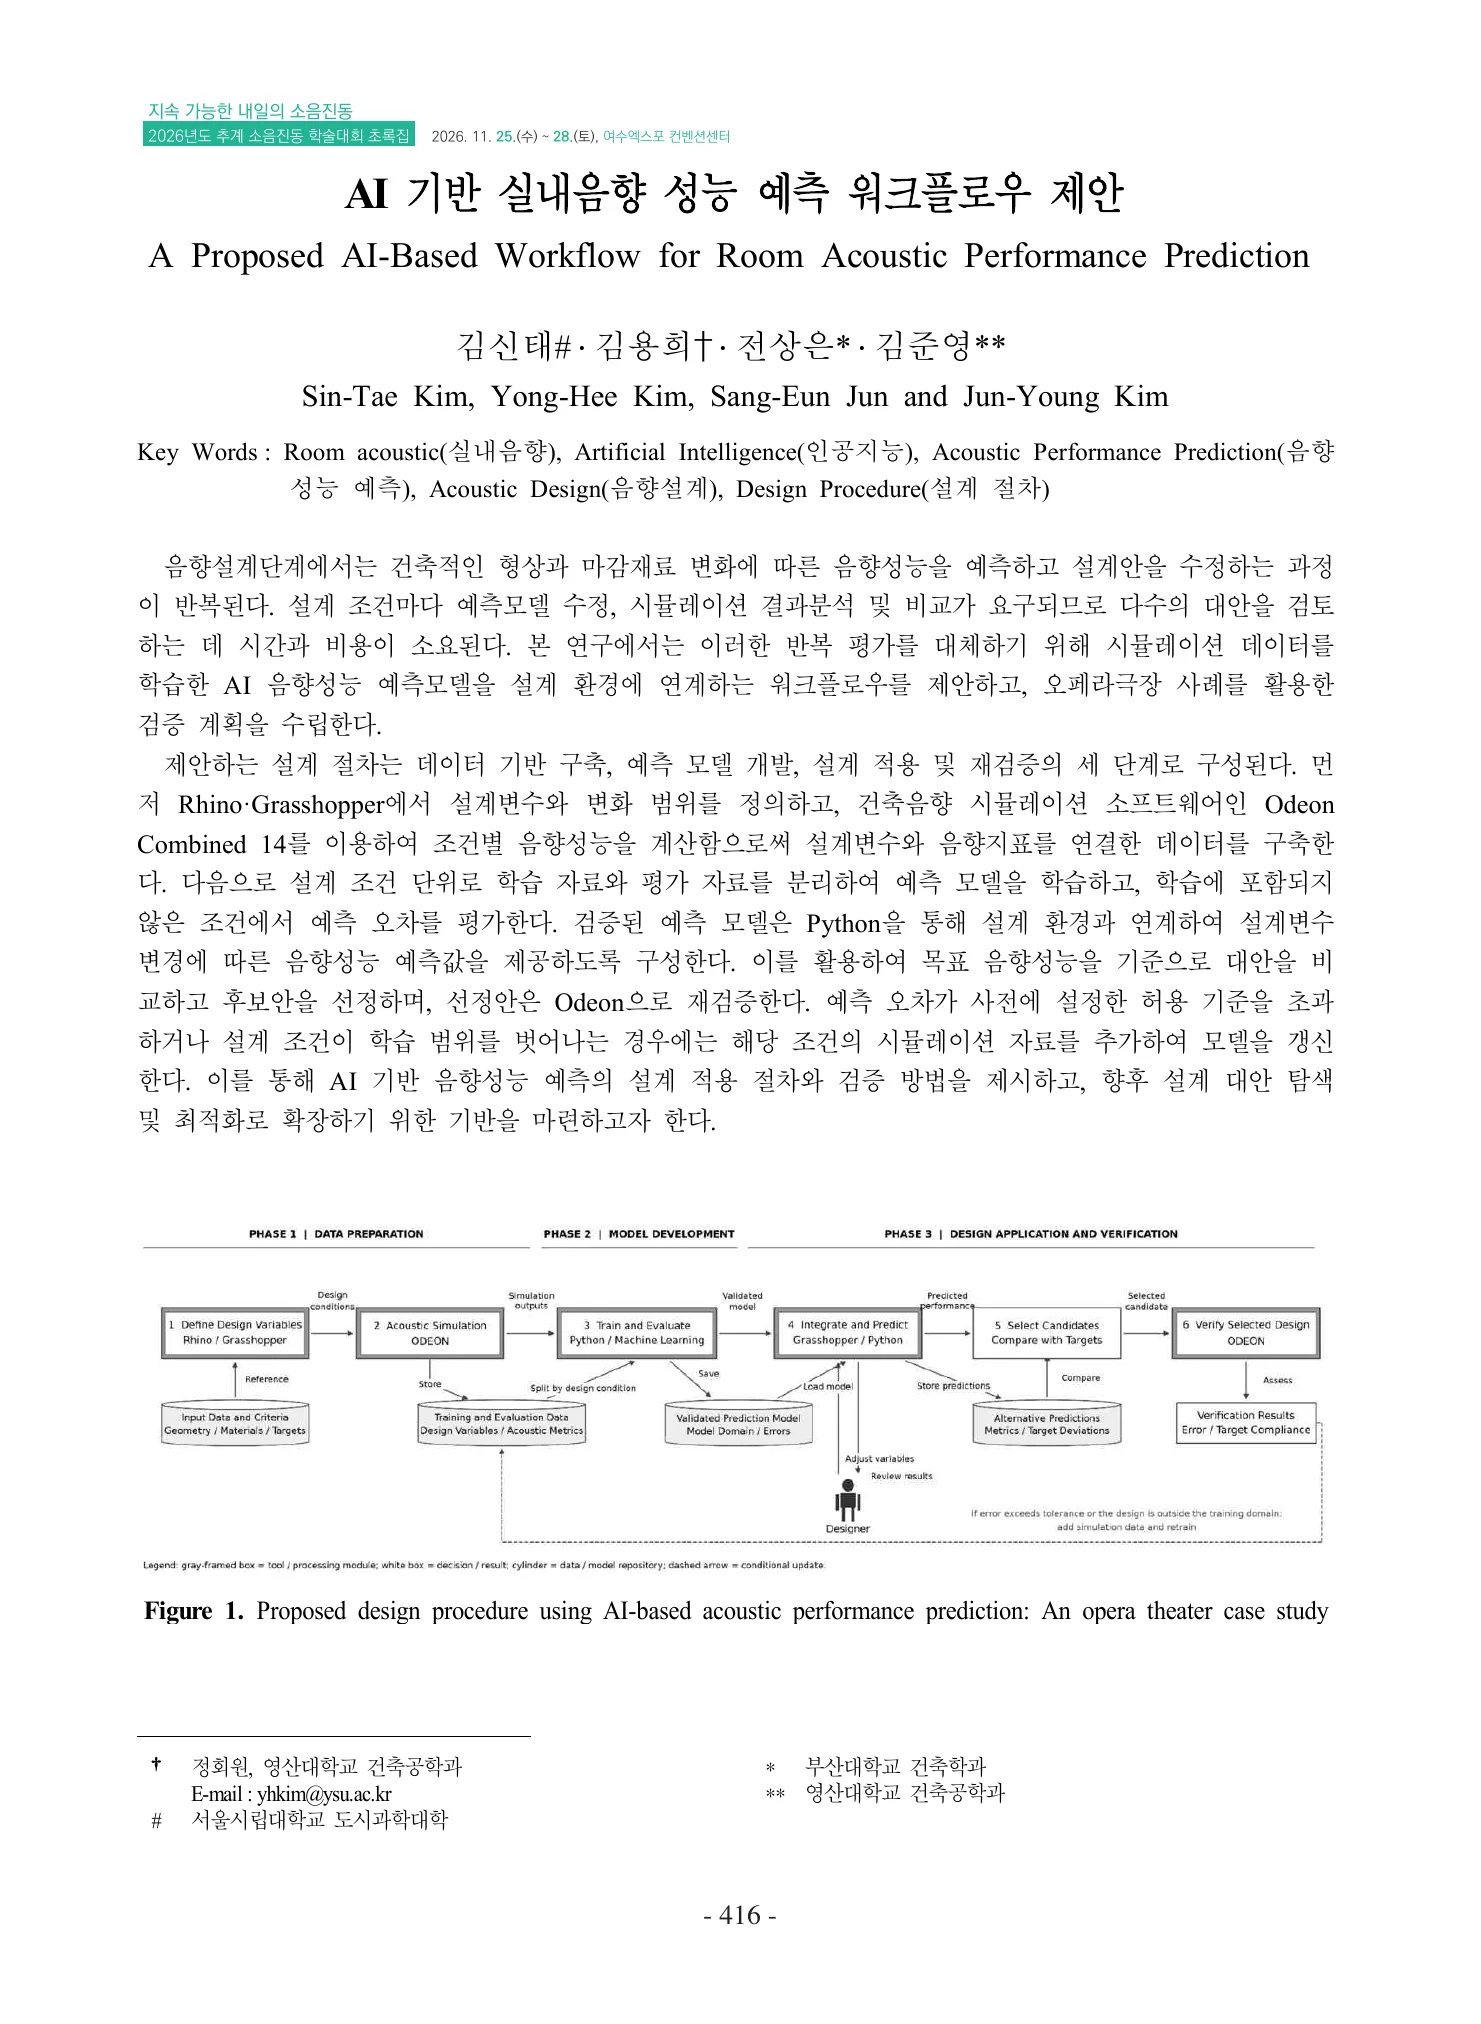 지속 가능한 내일의 소음진동
2026년도 추계 소음진동 학술대회 초록집 2026. 11. 25.(수) ~ 28.(토), 여수엑스포 컨벤션센터
AI 기반 실내음향 성능 예측 워크플로우 제안
A Proposed AI-Based Workflow for Room Acoustic Performance Prediction
김신태# · 김용희† · 전상은* · 김준영**
Sin-Tae Kim, Yong-Hee Kim, Sang-Eun Jun and Jun-Young Kim
Key Words : Room acoustic(실내음향), Artificial Intelligence(인공지능), Acoustic Performance Prediction(음향
성능 예측), Acoustic Design(음향설계), Design Procedure(설계 절차)
음향설계단계에서는 건축적인 형상과 마감재료 변화에 따른 음향성능을 예측하고 설계안을 수정하는 과정
이 반복된다. 설계 조건마다 예측모델 수정, 시뮬레이션 결과분석 및 비교가 요구되므로 다수의 대안을 검토
하는 데 시간과 비용이 소요된다. 본 연구에서는 이러한 반복 평가를 대체하기 위해 시뮬레이션 데이터를
학습한 AI 음향성능 예측모델을 설계 환경에 연계하는 워크플로우를 제안하고, 오페라극장 사례를 활용한
검증 계획을 수립한다.
제안하는 설계 절차는 데이터 기반 구축, 예측 모델 개발, 설계 적용 및 재검증의 세 단계로 구성된다. 먼
저 Rhino·Grasshopper에서 설계변수와 변화 범위를 정의하고, 건축음향 시뮬레이션 소프트웨어인 Odeon
Combined 14를 이용하여 조건별 음향성능을 계산함으로써 설계변수와 음향지표를 연결한 데이터를 구축한
다. 다음으로 설계 조건 단위로 학습 자료와 평가 자료를 분리하여 예측 모델을 학습하고, 학습에 포함되지
않은 조건에서 예측 오차를 평가한다. 검증된 예측 모델은 Python을 통해 설계 환경과 연계하여 설계변수
변경에 따른 음향성능 예측값을 제공하도록 구성한다. 이를 활용하여 목표 음향성능을 기준으로 대안을 비
교하고 후보안을 선정하며, 선정안은 Odeon으로 재검증한다. 예측 오차가 사전에 설정한 허용 기준을 초과
하거나 설계 조건이 학습 범위를 벗어나는 경우에는 해당 조건의 시뮬레이션 자료를 추가하여 모델을 갱신
한다. 이를 통해 AI 기반 음향성능 예측의 설계 적용 절차와 검증 방법을 제시하고, 향후 설계 대안 탐색
및 최적화로 확장하기 위한 기반을 마련하고자 한다.
PHASE 1 | DATA PREPARATION
PHASE 2 | MODEL DEVELOPMENT
PHASE 3 | DESIGN APPLICATION AND VERIFICATION
1 Define Design Variables
Rhino / Grasshopper
Design
conditions
2 Acoustic Simulation
ODEON
Simulation
outputs
3 Train and Evaluate
Python / Machine Learning
Validated
model
4 Integrate and Predict
Grasshopper / Python
Predicted
performance
5 Select Candidates
Compare with Targets
Selected
candidate
6 Verify Selected Design
ODEON
Reference
Store
Split by design condition
Save
Load model
Store predictions
Compare
Assess
Input Data and Criteria
Geometry / Materials / Targets
Training and Evaluation Data
Design Variables / Acoustic Metrics
Validated Prediction Model
Model Domain / Errors
Alternative Predictions
Metrics / Target Deviations
Verification Results
Error / Target Compliance
Adjust variables
Review results
Designer
If error exceeds tolerance or the design is outside the training domain:
add simulation data and retrain
Legend: gray-framed box = tool / processing module; white box = decision / result; cylinder = data / model repository; dashed arrow = conditional update.
Figure 1. Proposed design procedure using AI-based acoustic performance prediction: An opera theater case study
† 정회원, 영산대학교 건축공학과
E-mail : yhkim@ysu.ac.kr
# 서울시립대학교 도시과학대학
* 부산대학교 건축학과
** 영산대학교 건축공학과
- 416 -